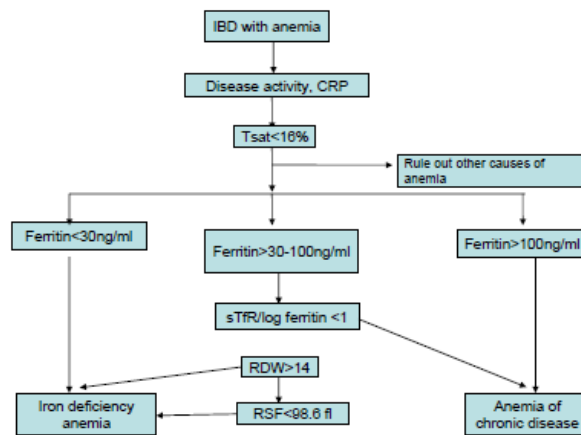 IBD with anemia
Disease activity, CRP
Tsat<16%
Rule out other causes of
anemia
Ferritin<30ng/ml
Ferritin>30-100ng/ml
Ferritin>100ng/ml
sTfR/log ferritin <1
RDW>14
Iron deficiency
anemia
RSF<98.6 fl
Anemia of
chronic disease